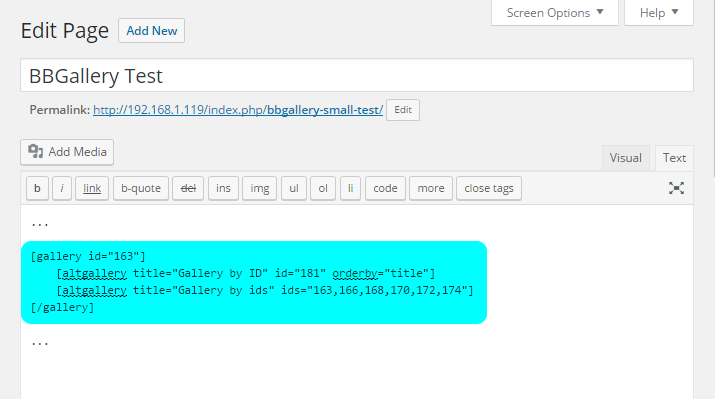 Screen Options ▼ Help ▼
Edit Page Add New
BBGallery Test
Permalink: http://192.168.1.119/index.php/bbgallery-small-test/ Edit
Add Media
Visual Text
b i link b-quote del ins img ul ol li code more close tags
...
[gallery id="163"]
[altgallery title="Gallery by ID" id="181" orderby="title"]
[altgallery title="Gallery by ids" ids="163,166,168,170,172,174"]
[/gallery]
...